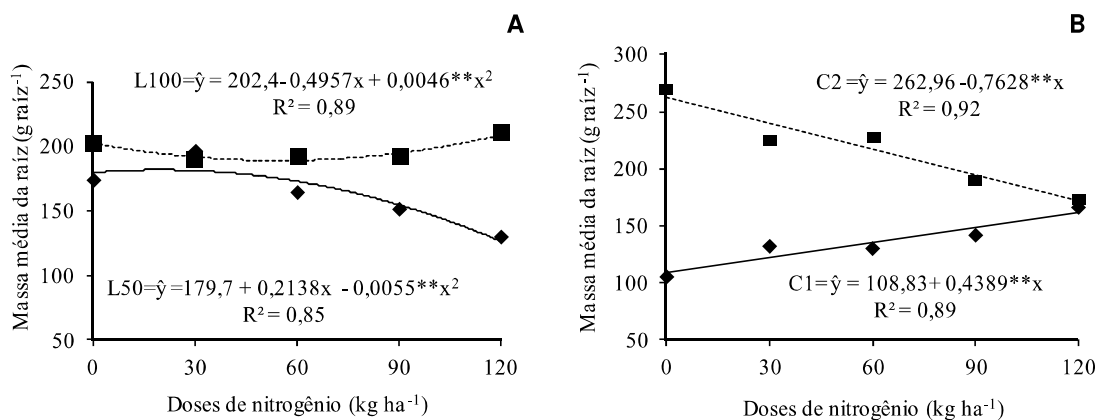 A
Massa média da raíz (g raíz⁻¹)
250
200
150
100
50
L100=ŷ = 202,4-0,4957x + 0,0046**x²
R² = 0,89
L50=ŷ =179,7 + 0,2138x - 0,0055**x²
R² = 0,85
0 30 60 90 120
Doses de nitrogênio (kg ha⁻¹)
B
Massa média da raíz (g raíz⁻¹)
300
250
200
150
100
50
C2=ŷ = 262,96 -0,7628**x
R² = 0,92
C1=ŷ = 108,83+ 0,4389**x
R² = 0,89
0 30 60 90 120
Doses de nitrogênio (kg ha⁻¹)